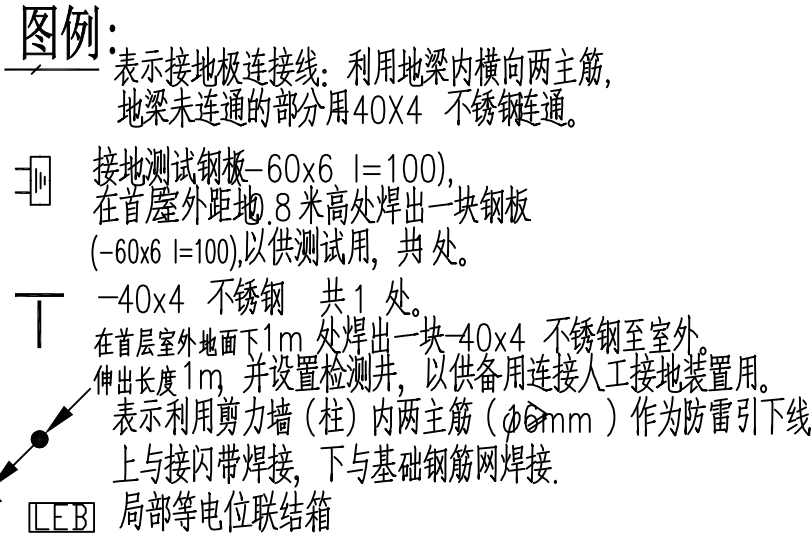 图例:
表示接地极连接线: 利用地梁内横向两主筋,
地梁未连通的部分用40X4 不锈钢连通。
接地测试钢板-60x6 l=100),
在首层室外距地0.8米高处焊出一块钢板
(-60x6 l=100),以供测试用, 共 处。
-40x4 不锈钢 共1 处。
在首层室外地面下1m 处焊出一块-40x4 不锈钢至室外。
伸出长度1m, 并设置检测井, 以供备用连接人工接地装置用。
表示利用剪力墙(柱)内两主筋(φ>16mm )作为防雷引下线
上与接闪带焊接, 下与基础钢筋网焊接.
LEB 局部等电位联结箱